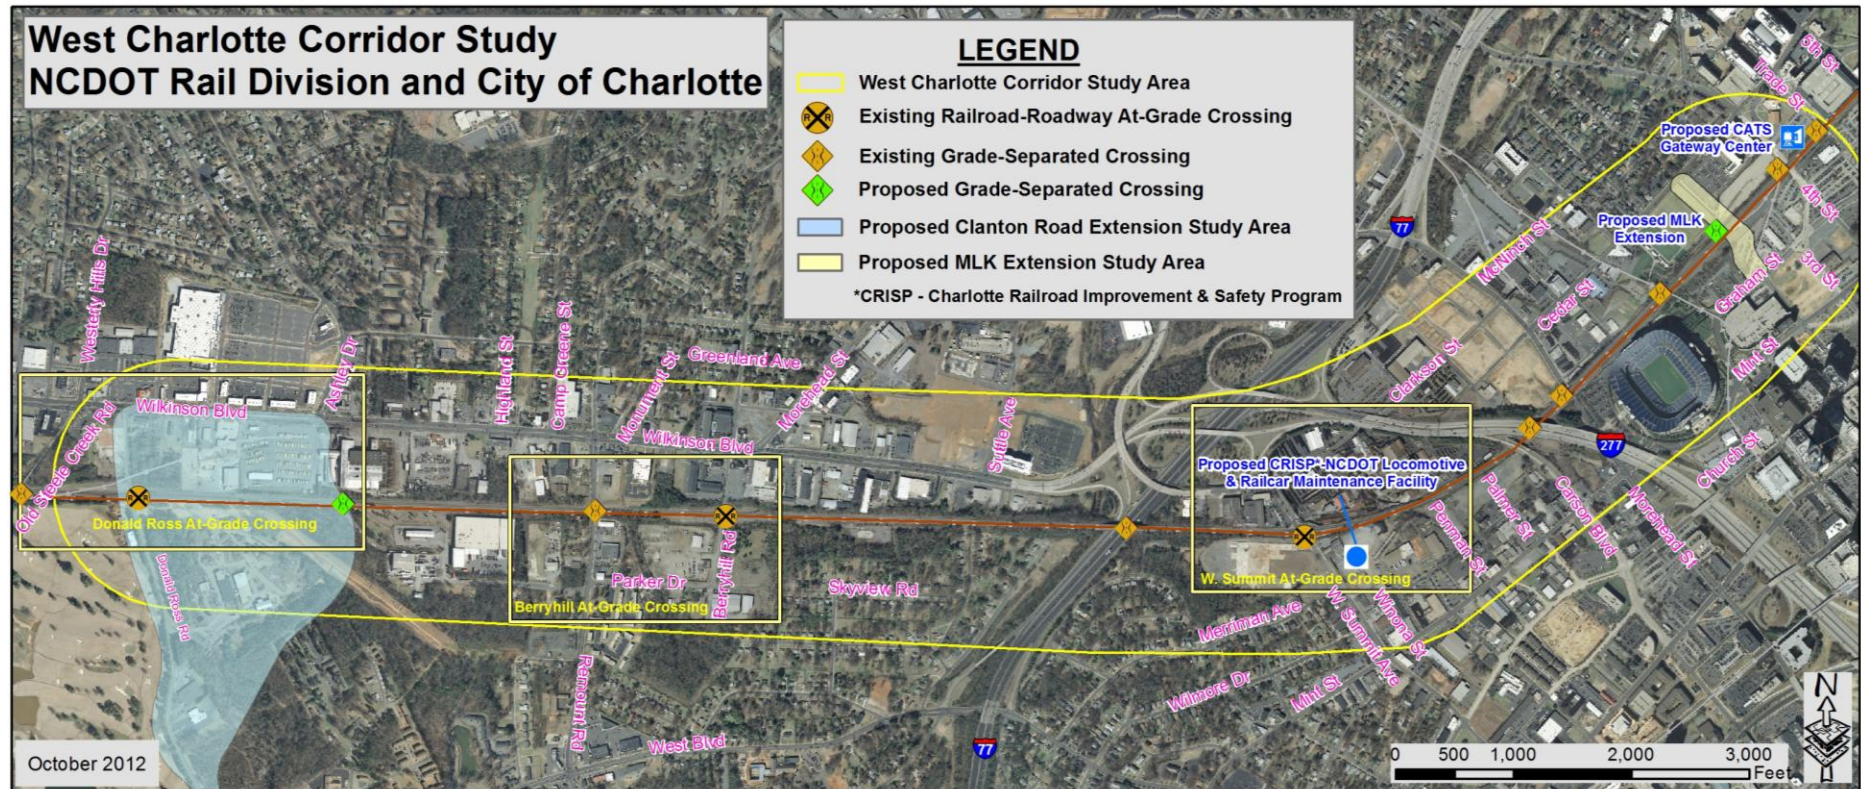 West Charlotte Corridor Study
NCDOT Rail Division and City of Charlotte
LEGEND
West Charlotte Corridor Study Area
R R
Existing Railroad-Roadway At-Grade Crossing
Existing Grade-Separated Crossing
Proposed Grade-Separated Crossing
Proposed Clanton Road Extension Study Area
Proposed MLK Extension Study Area
*CRISP - Charlotte Railroad Improvement & Safety Program
5th St
Trade St
Proposed CATS
Gateway Center
4th St
Proposed MLK
Extension
3rd St
Graham St
McNinch St
Cedar St
Mint St
Clarkson St
Church St
77
277
Westerly Hills Dr
Ashley Dr
Highland St
Camp Greene St
Monument St
Greenland Ave
Morehead St
Wilkinson Blvd
Wilkinson Blvd
Suttle Ave
Old Steele Creek Rd
Donald Ross At-Grade Crossing
Donald Ross Rd
Parker Dr
Berryhill Rd
Berryhill At-Grade Crossing
Skyview Rd
Proposed CRISP*-NCDOT Locomotive
& Railcar Maintenance Facility
W. Summit At-Grade Crossing
Penman St
Palmer St
Carson Blvd
Morehead St
Merriman Ave
W. Summit Ave
Winona St
Wilmore Dr
Mint St
Remount Rd
West Blvd
77
October 2012
N
0 500 1,000 2,000 3,000
Feet